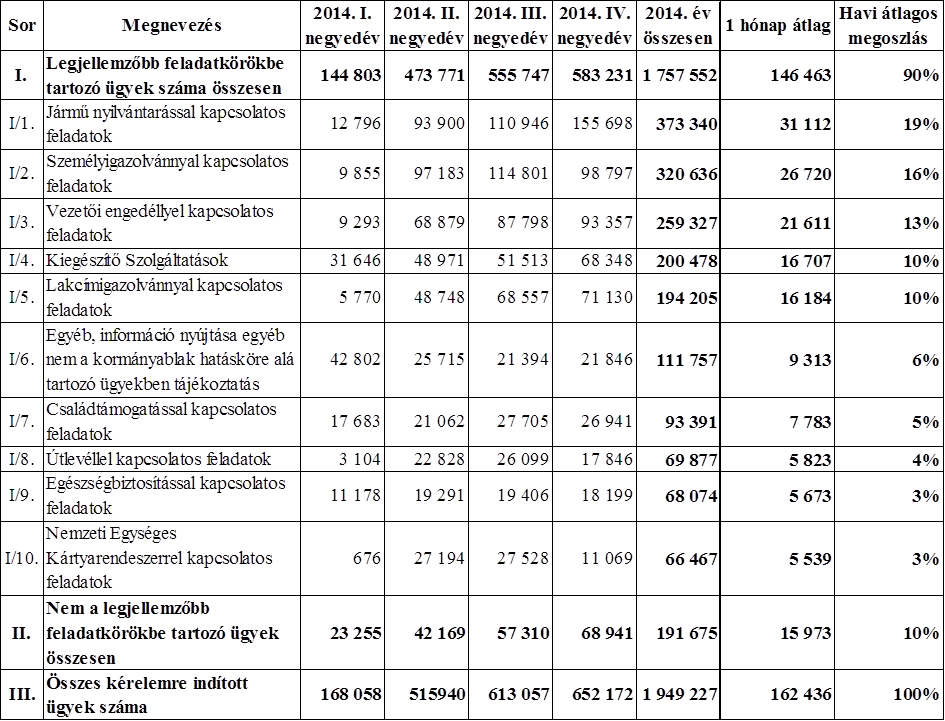 Sor Megnevezés 2014. I. negyedév 2014. II. negyedév 2014. III. negyedév 2014. IV. negyedév 2014. év összesen 1 hónap átlag Havi átlagos megoszlás
I. Legjellemzőbb feladatkörökbe
tartozó ügyek száma összesen 144 803 473 771 555 747 583 231 1 757 552 146 463 90%
I/1. Jármű nyilvántarással kapcsolatos
feladatok 12 796 93 900 110 946 155 698 373 340 31 112 19%
I/2. Személyigazolvánnyal kapcsolatos
feladatok 9 855 97 183 114 801 98 797 320 636 26 720 16%
I/3. Vezetői engedéllyel kapcsolatos
feladatok 9 293 68 879 87 798 93 357 259 327 21 611 13%
I/4. Kiegészítő Szolgáltatások 31 646 48 971 51 513 68 348 200 478 16 707 10%
I/5. Lakcímigazolvánnyal kapcsolatos
feladatok 5 770 48 748 68 557 71 130 194 205 16 184 10%
I/6. Egyéb, információ nyújtása egyéb
nem a kormányablak hatásköre alá
tartozó ügyekben tájékoztatás 42 802 25 715 21 394 21 846 111 757 9 313 6%
I/7. Családtámogatással kapcsolatos
feladatok 17 683 21 062 27 705 26 941 93 391 7 783 5%
I/8. Útlevéllel kapcsolatos feladatok 3 104 22 828 26 099 17 846 69 877 5 823 4%
I/9. Egészségbiztosítással kapcsolatos
feladatok 11 178 19 291 19 406 18 199 68 074 5 673 3%
I/10. Nemzeti Egységes
Kártyarendeszerrel kapcsolatos
feladatok 676 27 194 27 528 11 069 66 467 5 539 3%
II. Nem a legjellemzőbb
feladatkörökbe tartozó ügyek
összesen 23 255 42 169 57 310 68 941 191 675 15 973 10%
III. Összes kérelemre indított
ügyek száma 168 058 515940 613 057 652 172 1 949 227 162 436 100%